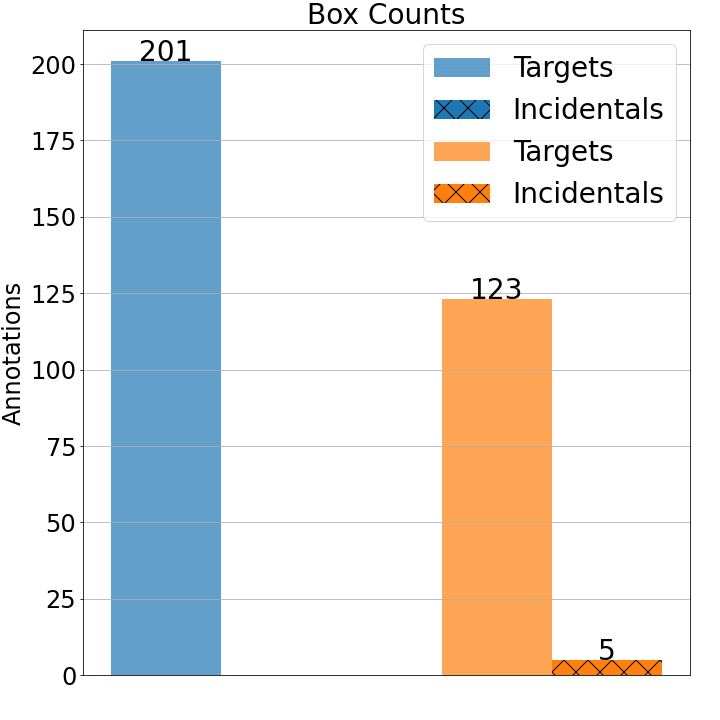 Box Counts
201
Targets
Incidentals
Targets
Incidentals
123
5
200
175
150
125
100
75
50
25
0
Annotations